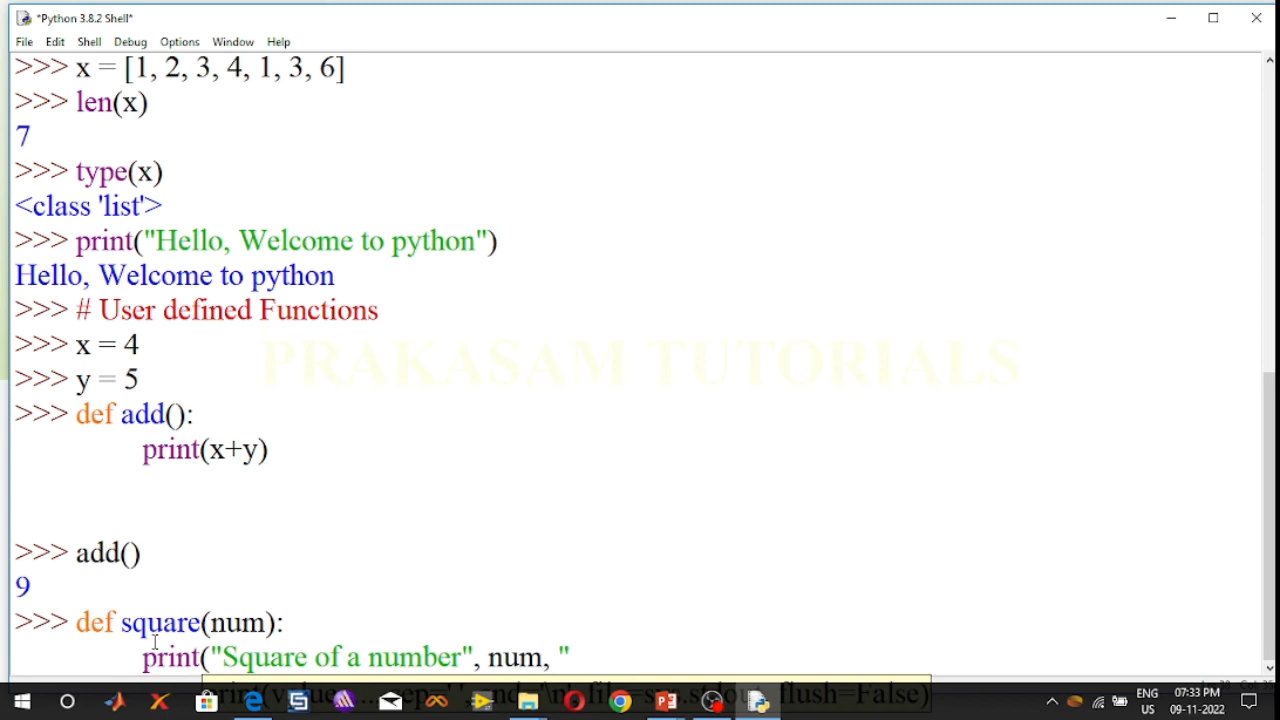 *Python 3.8.2 Shell*
File Edit Shell Debug Options Window Help
>>> x = [1, 2, 3, 4, 1, 3, 6]
>>> len(x)
7
>>> type(x)
<class 'list'>
>>> print("Hello, Welcome to python")
Hello, Welcome to python
>>> # User defined Functions
>>> x = 4
PRAKASAM TUTORIALS
>>> y = 5
>>> def add():
print(x+y)
>>> add()
9
>>> def square(num):
print("Square of a number", num, "
flush=False)
ENG
US
07:33 PM
09-11-2022